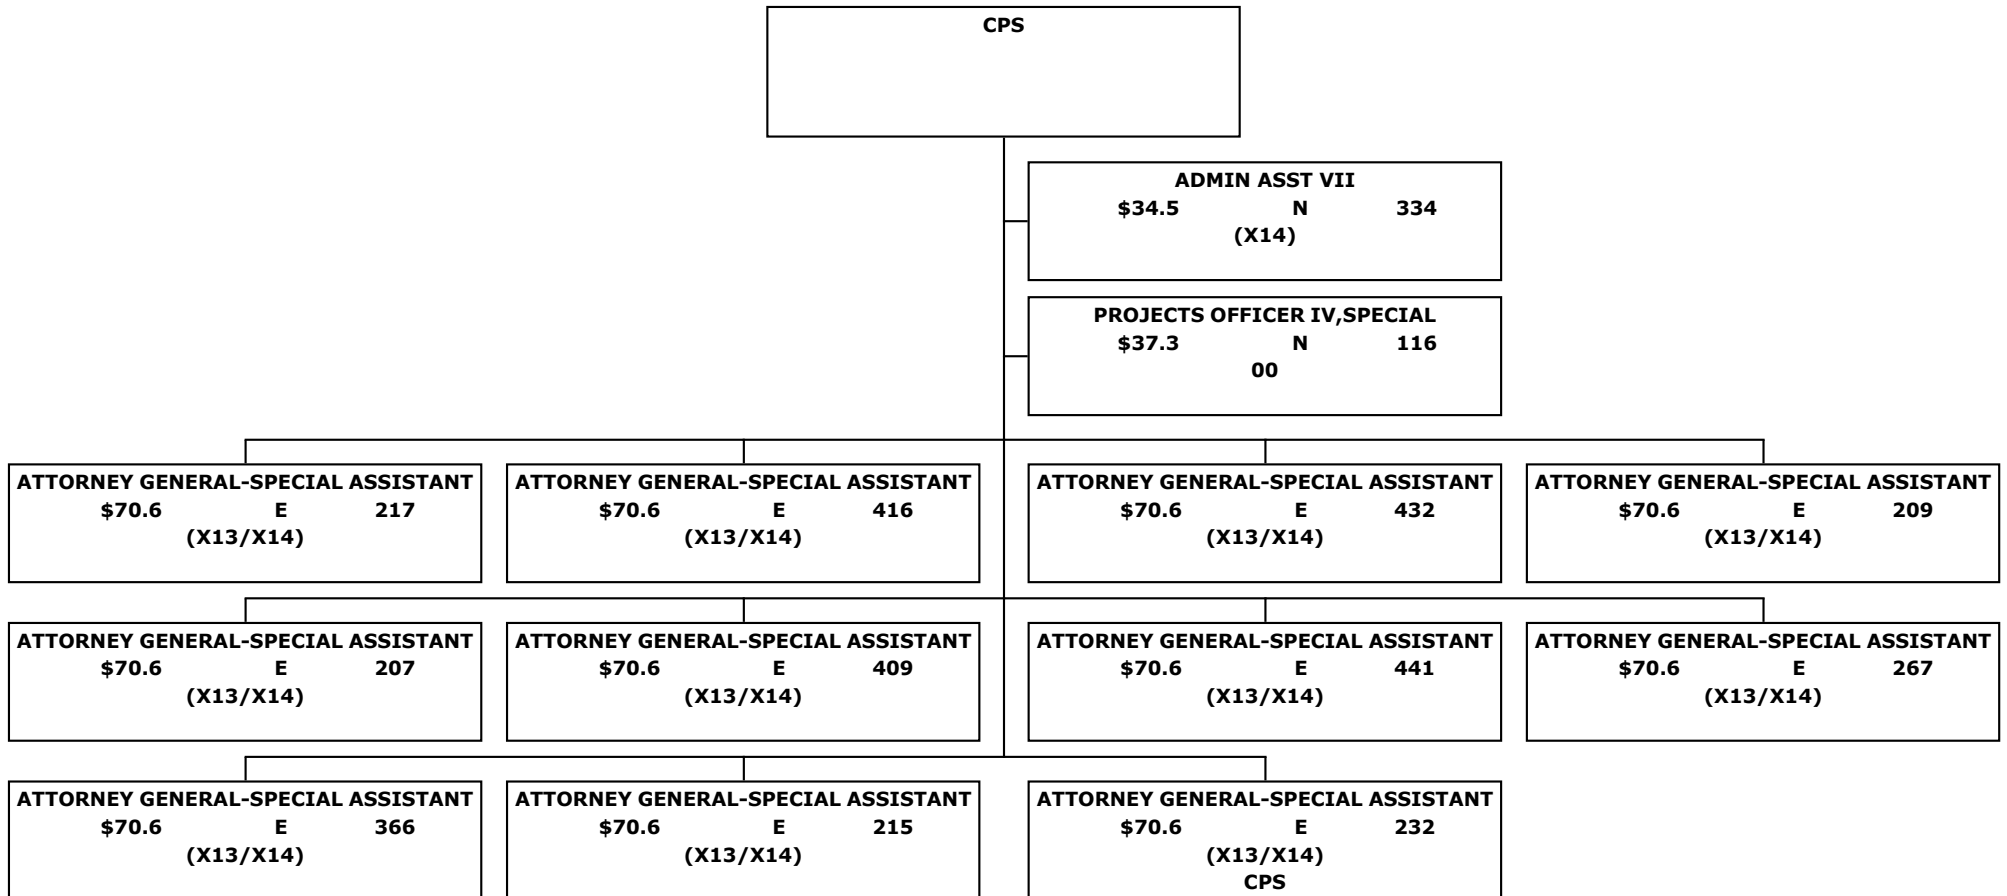 CPS
ADMIN ASST VII
$34.5 N 334
(X14)
PROJECTS OFFICER IV,SPECIAL
$37.3 N 116
00
ATTORNEY GENERAL-SPECIAL ASSISTANT
$70.6 E 217
(X13/X14)
ATTORNEY GENERAL-SPECIAL ASSISTANT
$70.6 E 416
(X13/X14)
ATTORNEY GENERAL-SPECIAL ASSISTANT
$70.6 E 432
(X13/X14)
ATTORNEY GENERAL-SPECIAL ASSISTANT
$70.6 E 209
(X13/X14)
ATTORNEY GENERAL-SPECIAL ASSISTANT
$70.6 E 207
(X13/X14)
ATTORNEY GENERAL-SPECIAL ASSISTANT
$70.6 E 409
(X13/X14)
ATTORNEY GENERAL-SPECIAL ASSISTANT
$70.6 E 441
(X13/X14)
ATTORNEY GENERAL-SPECIAL ASSISTANT
$70.6 E 267
(X13/X14)
ATTORNEY GENERAL-SPECIAL ASSISTANT
$70.6 E 366
(X13/X14)
ATTORNEY GENERAL-SPECIAL ASSISTANT
$70.6 E 215
(X13/X14)
ATTORNEY GENERAL-SPECIAL ASSISTANT
$70.6 E 232
(X13/X14)
CPS